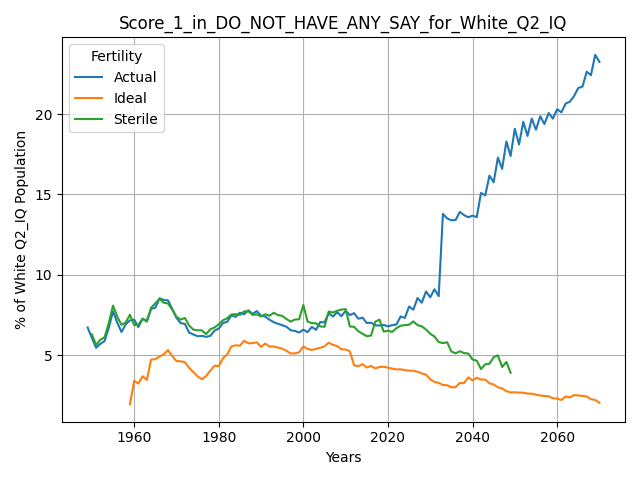 Score_1_in_DO_NOT_HAVE_ANY_SAY_for_White_Q2_IQ
Fertility
Actual
Ideal
Sterile
% of White Q2_IQ Population
20
15
10
5
1960
1980
2000
2020
2040
2060
Years